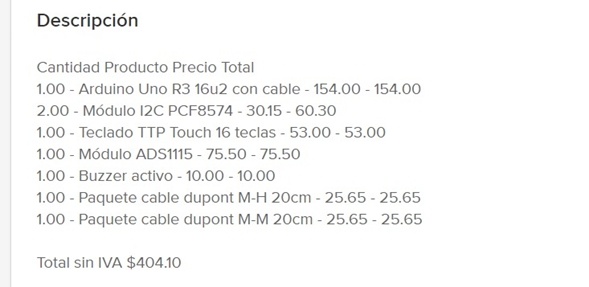 Descripción
Cantidad Producto Precio Total
1.00 - Arduino Uno R3 16u2 con cable - 154.00 - 154.00
2.00 - Módulo I2C PCF8574 - 30.15 - 60.30
1.00 - Teclado TTP Touch 16 teclas - 53.00 - 53.00
1.00 - Módulo ADS1115 - 75.50 - 75.50
1.00 - Buzzer activo - 10.00 - 10.00
1.00 - Paquete cable dupont M-H 20cm - 25.65 - 25.65
1.00 - Paquete cable dupont M-M 20cm - 25.65 - 25.65
Total sin IVA $404.10